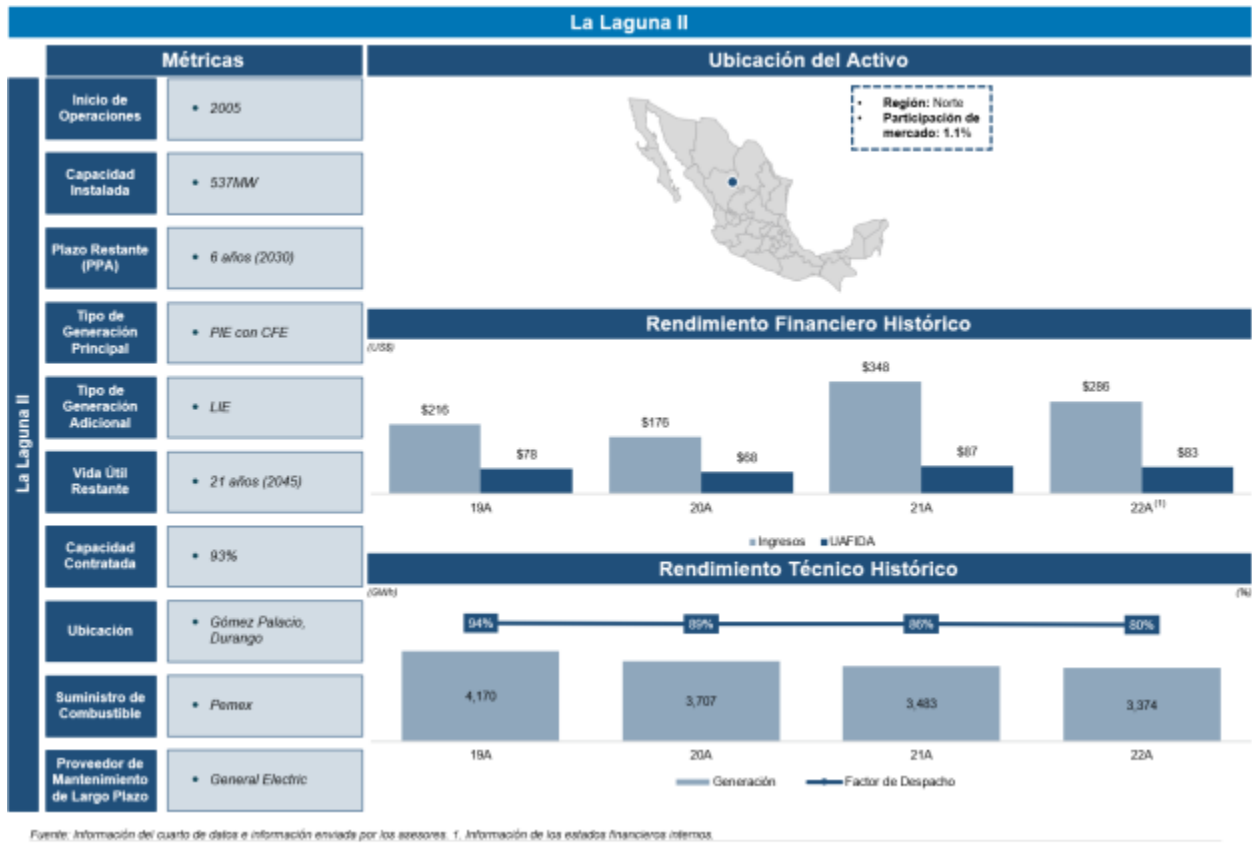 La Laguna II
Métricas
La Laguna II
Inicio de
Operaciones
• 2005
Capacidad
Instalada
• 537MW
Plazo Restante
(PPA)
• 6 años (2030)
Tipo de
Generación
Principal
• PIE con CFE
Tipo de
Generación
Adicional
• LIE
Vida Útil
Restante
• 21 años (2045)
Capacidad
Contratada
• 93%
Ubicación
• Gómez Palacio,
Durango
Suministro de
Combustible
• Pemex
Proveedor de
Mantenimiento
de Largo Plazo
• General Electric
Ubicación del Activo
• Región: Norte
• Participación de
mercado: 1.1%
Rendimiento Financiero Histórico
(US$)
$216 $78 $176 $68 $348 $87 $286 $83
19A 20A 21A 22A (1)
Ingresos UAFIDA
Rendimiento Técnico Histórico
(GWh) (%)
94% 89% 86% 80%
4,170 3,707 3,483 3,374
19A 20A 21A 22A
Generación Factor de Despacho
Fuente: Información del cuarto de datos e información enviada por los asesores. 1. Información de los estados financieros internos.